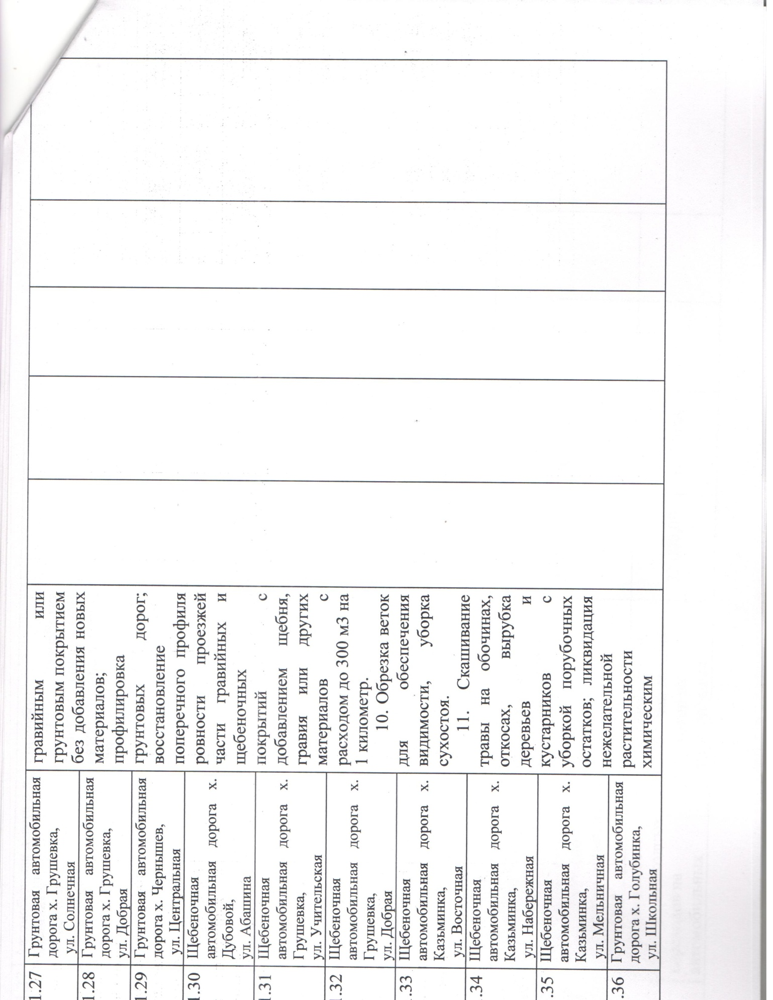 1.27
Грунтовая автомобильная
дорога х. Грушевка,
ул. Солнечная
1.28
Грунтовая автомобильная
дорога х. Грушевка,
ул. Добрая
1.29
Грунтовая автомобильная
дорога х. Чернышев,
ул. Центральная
1.30
Щебеночная
автомобильная дорога х.
Дубовой,
ул. Абашина
1.31
Щебеночная
автомобильная дорога х.
Грушевка,
ул. Учительская
1.32
Щебеночная
автомобильная дорога х.
Грушевка,
ул. Добрая
.33
Щебеночная
автомобильная дорога х.
Казьминка,
ул. Восточная
.34
Щебеночная
автомобильная дорога х.
Казьминка,
ул. Набережная
.35
Щебеночная
автомобильная дорога х.
Казьминка,
ул. Мельнична
.36
Грунтовая автомобильная
дорога х. Голубинка,
ул. Школьная
гравийным или
грунтовым покрытием
без добавления новых
материалов;
профилировка
грунтовых дорог;
восстановление
поперечного профиля
ровности проезжей
части гравийных и
щебеночных
покрытий с
добавлением щебня,
гравия или других
материалов с
расходом до 300 м3 на
1 километр.
10. Обрезка веток
для обеспечения
видимости, уборка
сухостоя.
11. Скашивание
травы на обочинах,
откосах, вырубка
деревьев и
кустарников с
уборкой порубочных
остатков; ликвидация
нежелательной
растительности
химическим